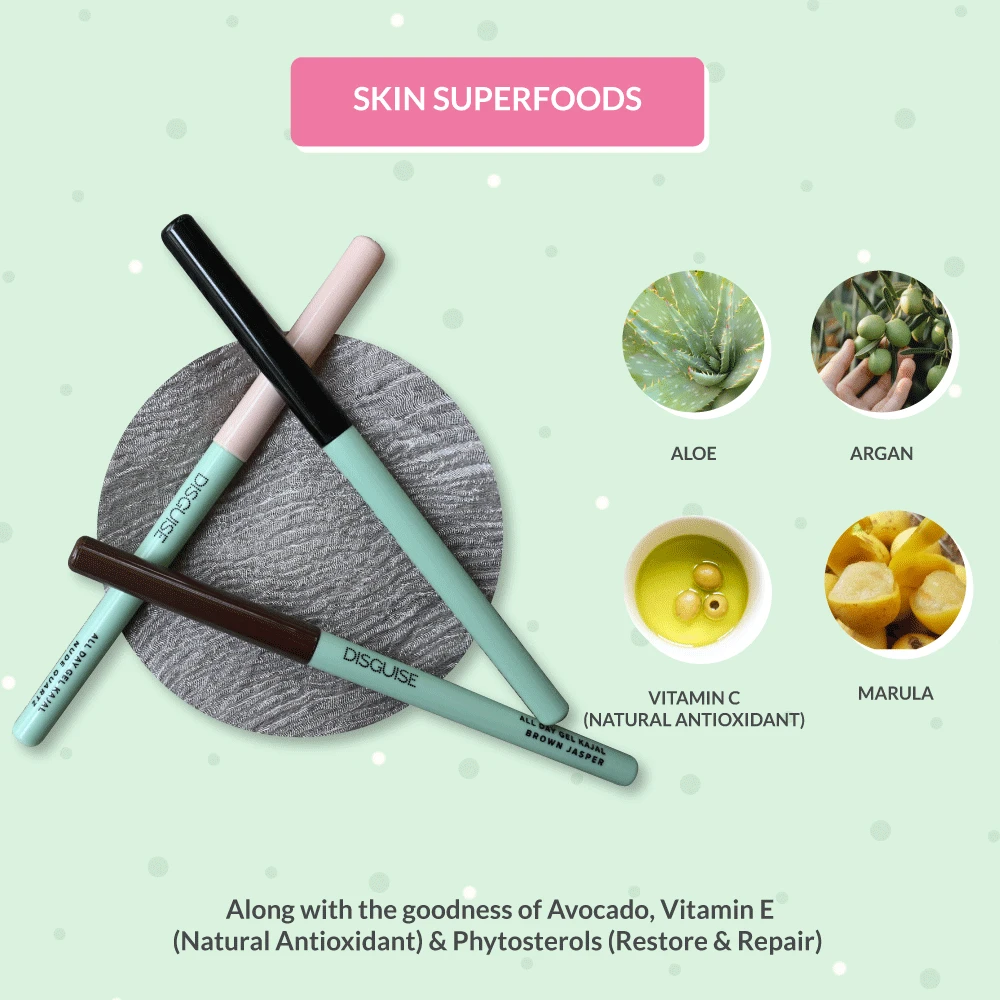 SKIN SUPERFOODS
DISGUISE
ALL DAY GEL KAJAL
NUDE QUARTZ
DISGUISE
ALL DAY GEL KAJAL
BROWN JASPER
ALOE
ARGAN
VITAMIN C
(NATURAL ANTIOXIDANT)
MARULA
Along with the goodness of Avocado, Vitamin E
(Natural Antioxidant) & Phytosterols (Restore & Repair)